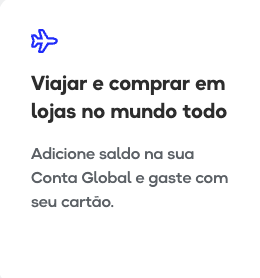 Viajar e comprar em
lojas no mundo todo
Adicione saldo na sua
Conta Global e gaste com
seu cartão.